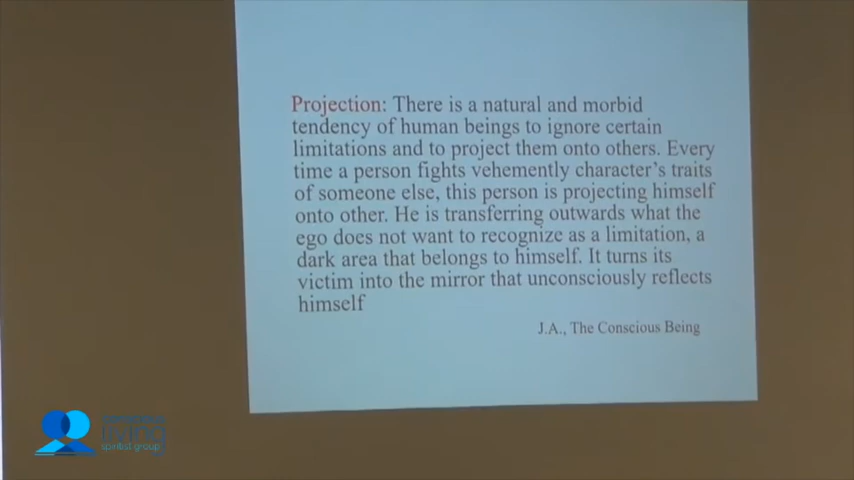 Projection: There is a natural and morbid
tendency of human beings to ignore certain
limitations and to project them onto others. Every
time a person fights vehemently character's traits
of someone else, this person is projecting himself
onto other. He is transferring outwards what the
ego does not want to recognize as a limitation, a
dark area that belongs to himself. It turns its
victim into the mirror that unconsciously reflects
himself
J.A., The Conscious Being
living
spiritist group